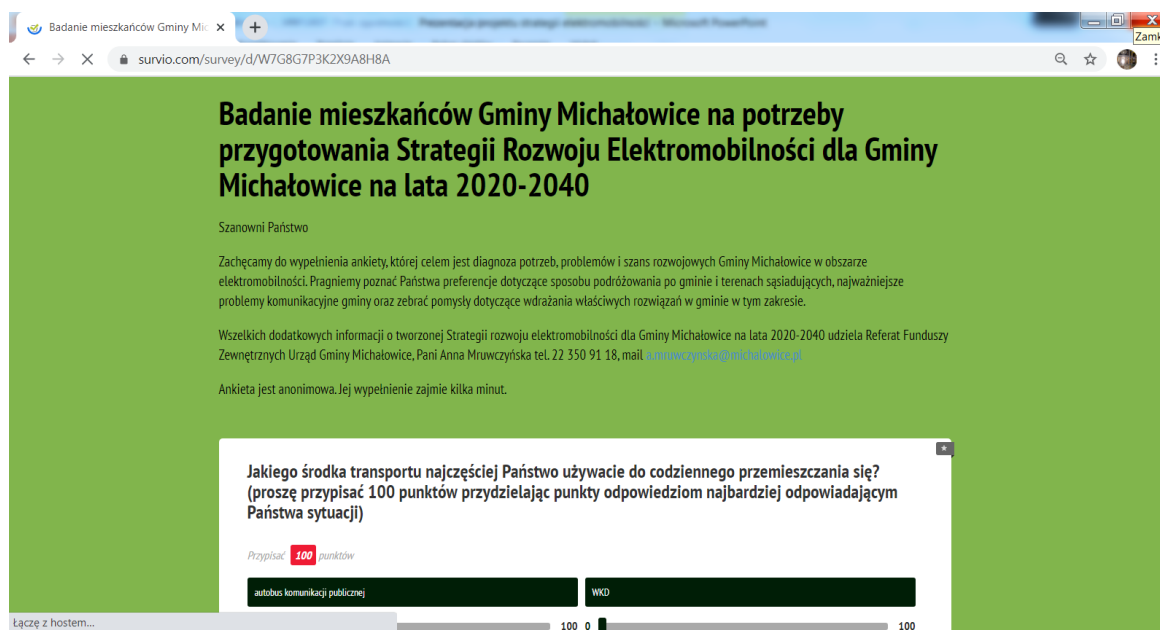 Badanie mieszkańców Gminy Mic
Prezentacja projektu strategii elektromobilności - Microsoft PowerPoint
Zamk
survio.com/survey/d/W7G8G7P3K2X9A8H8A
Badanie mieszkańców Gminy Michałowice na potrzeby
przygotowania Strategii Rozwoju Elektromobilności dla Gminy
Michałowice na lata 2020-2040
Szanowni Państwo
Zachęcamy do wypełnienia ankiety, której celem jest diagnoza potrzeb, problemów i szans rozwojowych Gminy Michałowice w obszarze
elektromobilności. Pragniemy poznać Państwa preferencje dotyczące sposobu podróżowania po gminie i terenach sąsiadujących, najważniejsze
problemy komunikacyjne gminy oraz zebrać pomysły dotyczące wdrażania właściwych rozwiązań w gminie w tym zakresie.
Wszelkich dodatkowych informacji o tworzonej Strategii rozwoju elektromobilności dla Gminy Michałowice na lata 2020-2040 udziela Referat Funduszy
Zewnętrznych Urząd Gminy Michałowice, Pani Anna Mruwczyńska tel. 22 350 91 18, mail a.mruwczynska@michalowice.pl
Ankieta jest anonimowa. Jej wypełnienie zajmie kilka minut.
*
Jakiego środka transportu najczęściej Państwo używacie do codziennego przemieszczania się?
(proszę przypisać 100 punktów przydzielając punkty odpowiedziom najbardziej odpowiadającym
Państwa sytuacji)
Przypisać 100 punktów
autobus komunikacji publicznej WKD
100 0 100
Łączę z hostem...